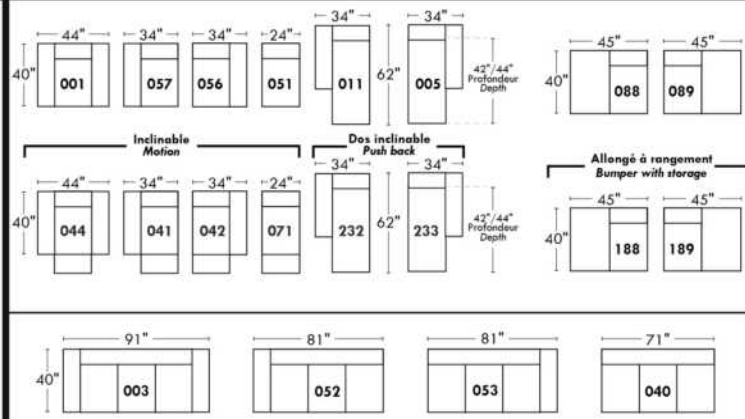 44" 34" 34" 24" 34" 34" 45" 45"
40" 001 057 056 051 011 62" 005 42"/44" Profondeur Depth 40" 088 089
Inclinable
Motion
Dos inclinable
Push back
Allongé à rangement
Bumper with storage
44" 34" 34" 24" 34" 34" 45" 45"
40" 044 041 042 071 232 62" 233 42"/44" Profondeur Depth 40" 188 189
91" 81" 81" 71"
40" 003 052 053 040